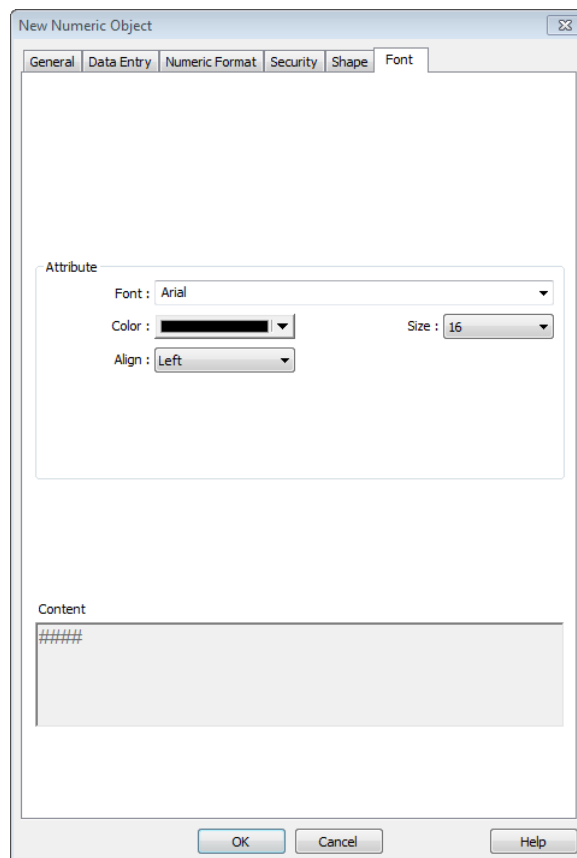 New Numeric Object
General Data Entry Numeric Format Security Shape Font
Attribute
Font : Arial
Color : Size : 16
Align : Left
Content
####
OK Cancel Help